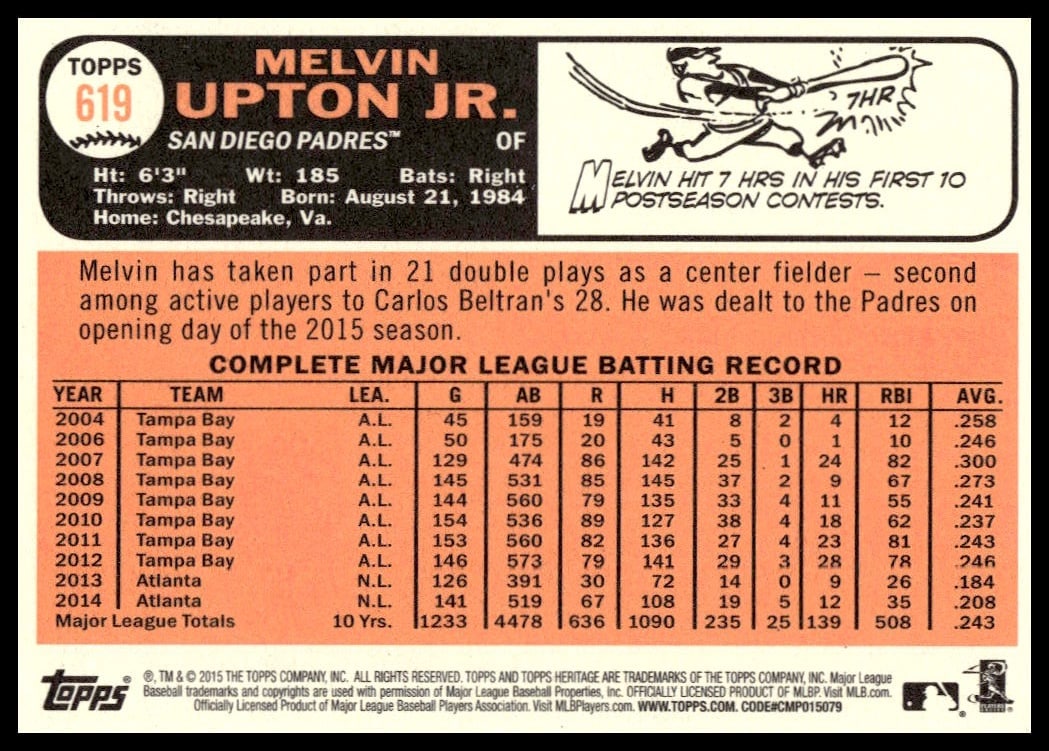 TOPPS
619
MELVIN
UPTON JR.
SAN DIEGO PADRES™ OF
Ht: 6'3" Wt: 185 Bats: Right
Throws: Right Born: August 21, 1984
Home: Chesapeake, Va.
7HR
MELVIN HIT 7 HRS IN HIS FIRST 10
POSTSEASON CONTESTS.
Melvin has taken part in 21 double plays as a center fielder – second
among active players to Carlos Beltran's 28. He was dealt to the Padres on
opening day of the 2015 season.
COMPLETE MAJOR LEAGUE BATTING RECORD
YEAR TEAM LEA. G AB R H 2B 3B HR RBI AVG.
2004 Tampa Bay A.L. 45 159 19 41 8 2 4 12 .258
2006 Tampa Bay A.L. 50 175 20 43 5 0 1 10 .246
2007 Tampa Bay A.L. 129 474 86 142 25 1 24 82 .300
2008 Tampa Bay A.L. 145 531 85 145 37 2 9 67 .273
2009 Tampa Bay A.L. 144 560 79 135 33 4 11 55 .241
2010 Tampa Bay A.L. 154 536 89 127 38 4 18 62 .237
2011 Tampa Bay A.L. 153 560 82 136 27 4 23 81 .243
2012 Tampa Bay A.L. 146 573 79 141 29 3 28 78 .246
2013 Atlanta N.L. 126 391 30 72 14 0 9 26 .184
2014 Atlanta N.L. 141 519 67 108 19 5 12 35 .208
Major League Totals 10 Yrs. 1233 4478 636 1090 235 25 139 508 .243
topps®
®, TM & © 2015 THE TOPPS COMPANY, INC. ALL RIGHTS RESERVED. TOPPS AND TOPPS HERITAGE ARE TRADEMARKS OF THE TOPPS COMPANY, INC. Major League
Baseball trademarks and copyrights are used with permission of Major League Baseball Properties, Inc. OFFICIALLY LICENSED PRODUCT OF MLBP. Visit MLB.com.
Officially Licensed Product of Major League Baseball Players Association. Visit MLBPlayers.com. WWW.TOPPS.COM. CODE#CMP015079